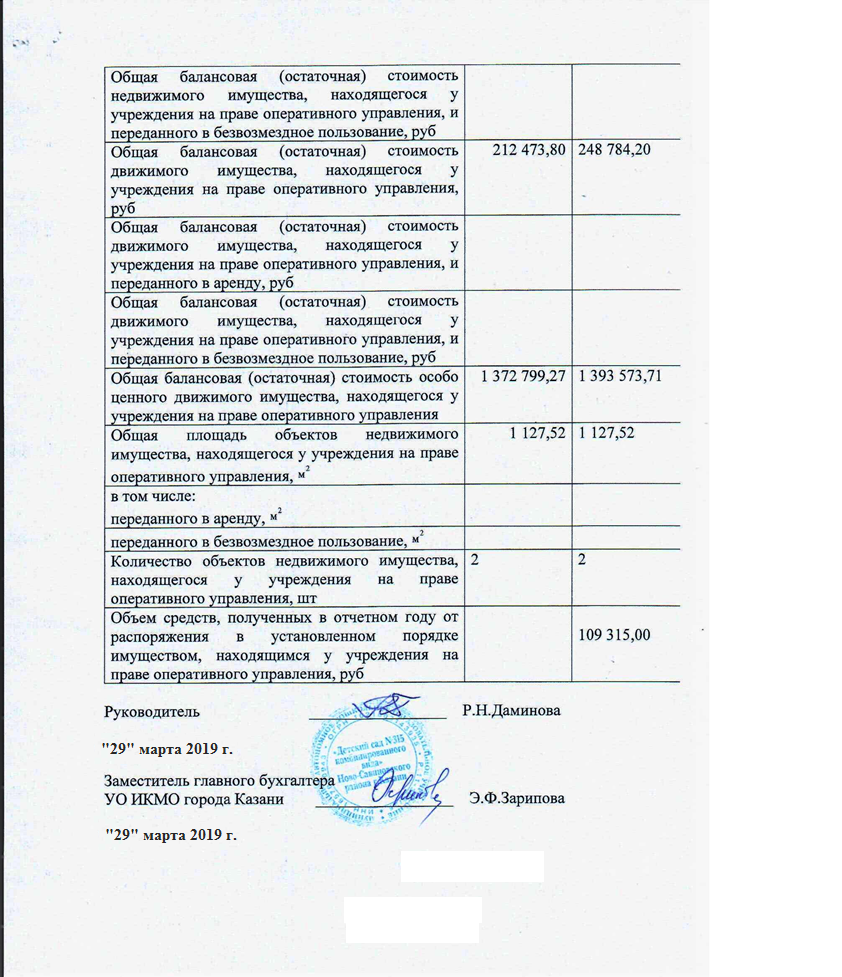 Общая балансовая (остаточная) стоимость
недвижимого имущества, находящегося у
учреждения на праве оперативного управления, и
переданного в безвозмездное пользование, руб
Общая балансовая (остаточная) стоимость 212 473,80 248 784,20
движимого имущества, находящегося у
учреждения на праве оперативного управления,
руб
Общая балансовая (остаточная) стоимость
движимого имущества, находящегося у
учреждения на праве оперативного управления, и
переданного в аренду, руб
Общая балансовая (остаточная) стоимость
движимого имущества, находящегося у
учреждения на праве оперативного управления, и
переданного в безвозмездное пользование, руб
Общая балансовая (остаточная) стоимость особо 1 372 799,27 1 393 573,71
ценного движимого имущества, находящегося у
учреждения на праве оперативного управления
Общая площадь объектов недвижимого 1 127,52 1 127,52
имущества, находящегося у учреждения на праве
оперативного управления, м²
в том числе:
переданного в аренду, м²
переданного в безвозмездное пользование, м²
Количество объектов недвижимого имущества, 2 2
находящегося у учреждения на праве
оперативного управления, шт
Объем средств, полученных в отчетном году от
распоряжения в установленном порядке 109 315,00
имуществом, находящимся у учреждения на
праве оперативного управления, руб
Руководитель Р.Н.Даминова
"29" марта 2019 г.
«Детский сад №315
комбинированного
вида»
Ново-Савиновского
района
Заместитель главного бухгалтера
УО ИКМО города Казани Э.Ф.Зарипова
"29" марта 2019 г.